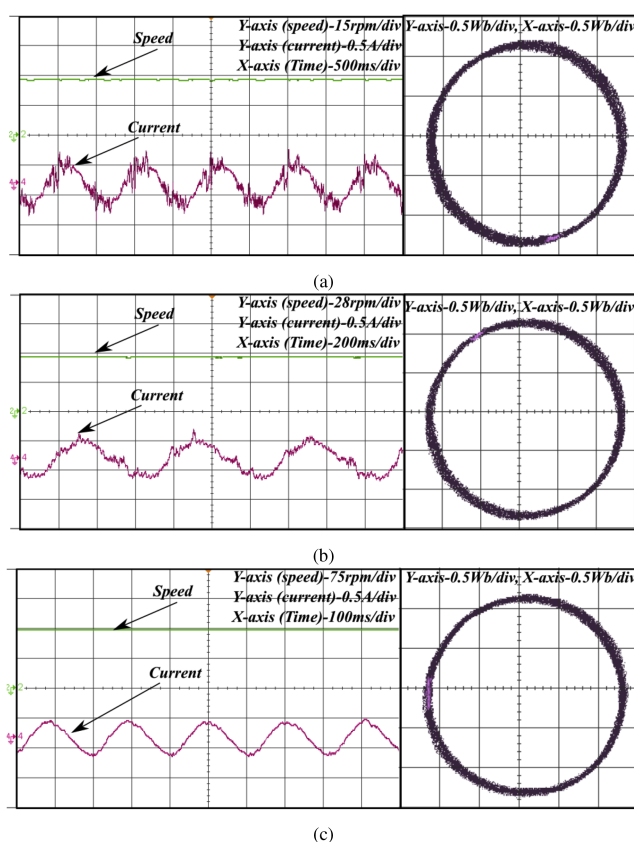 Y-axis (speed)-15rpm/div
Speed
Y-axis (current)-0.5A/div
X-axis (Time)-500ms/div
Current
Y-axis-0.5Wb/div, X-axis-0.5Wb/div
(a)
Y-axis (speed)-28rpm/div
Speed
Y-axis (current)-0.5A/div
X-axis (Time)-200ms/div
Current
Y-axis-0.5Wb/div, X-axis-0.5Wb/div
(b)
Y-axis (speed)-75rpm/div
Speed
Y-axis (current)-0.5A/div
X-axis (Time)-100ms/div
Current
Y-axis-0.5Wb/div, X-axis-0.5Wb/div
(c)